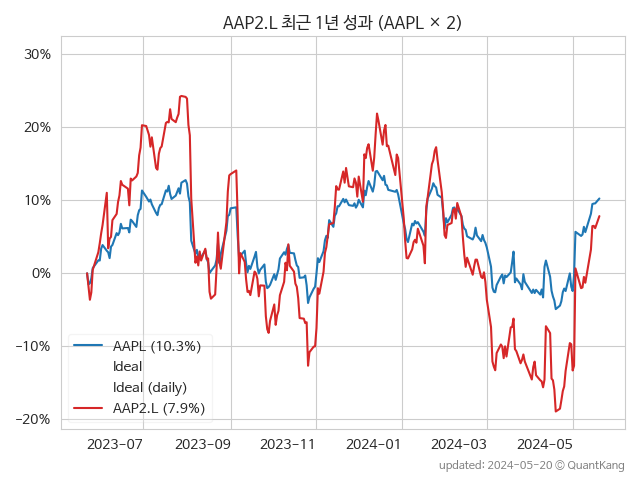 AAP2.L 최근 1년 성과 (AAPL × 2)
30%
20%
10%
0%
−10%
−20%
AAPL (10.3%)
Ideal
Ideal (daily)
AAP2.L (7.9%)
2023−07
2023−09
2023−11
2024−01
2024−03
2024−05
updated: 2024-05-20 © QuantKang